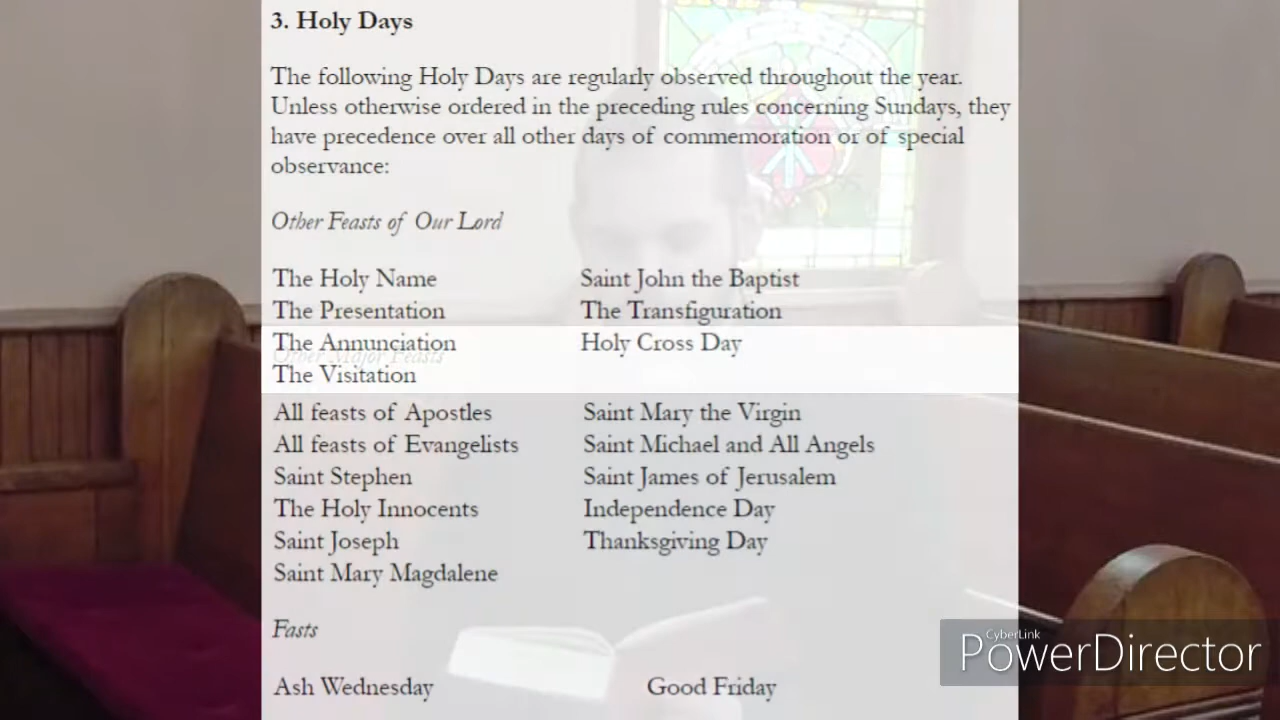 3. Holy Days
The following Holy Days are regularly observed throughout the year.
Unless otherwise ordered in the preceding rules concerning Sundays, they
have precedence over all other days of commemoration or of special
observance:
Other Feasts of Our Lord
The Holy Name Saint John the Baptist
The Presentation The Transfiguration
The Annunciation Holy Cross Day
Other Major Feasts
The Visitation
All feasts of Apostles Saint Mary the Virgin
All feasts of Evangelists Saint Michael and All Angels
Saint Stephen Saint James of Jerusalem
The Holy Innocents Independence Day
Saint Joseph Thanksgiving Day
Saint Mary Magdalene
Fasts
Ash Wednesday Good Friday
CyberLink
PowerDirector